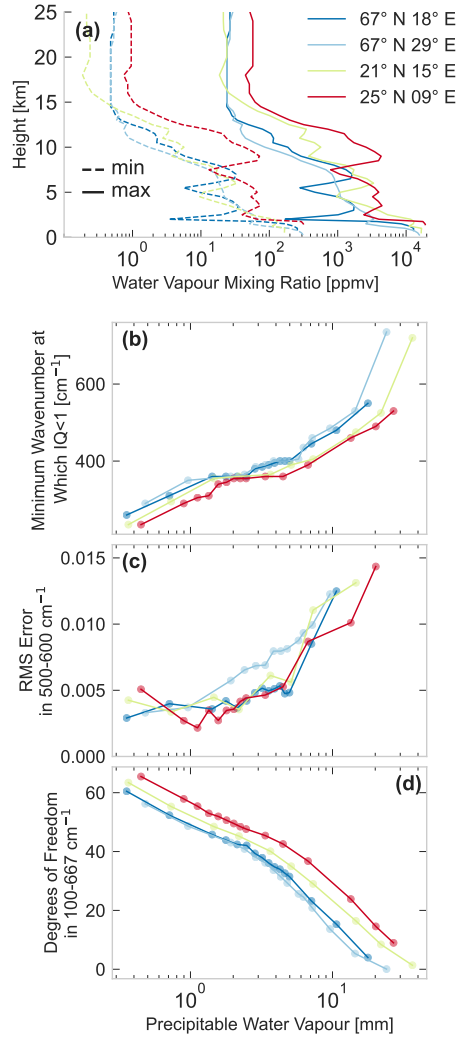 25
20
15
10
5
0
Height [km]
(a)
67° N 18° E
67° N 29° E
21° N 15° E
25° N 09° E
min
max
10⁰ 10¹ 10² 10³ 10⁴
Water Vapour Mixing Ratio [ppmv]
(b)
600
400
Minimum Wavenumber at
Which IQ<1 [cm⁻¹]
(c)
0.015
0.010
0.005
0.000
RMS Error
in 500-600 cm⁻¹
(d)
60
40
20
0
Degrees of Freedom
in 100-667 cm⁻¹
10⁰ 10¹
Precipitable Water Vapour [mm]